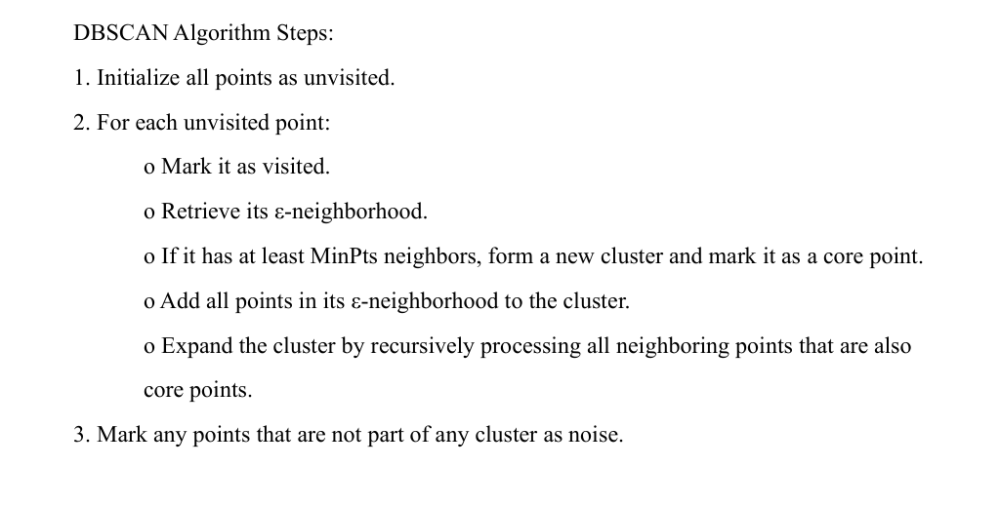 DBSCAN Algorithm Steps:
1. Initialize all points as unvisited.
2. For each unvisited point:
o Mark it as visited.
o Retrieve its ε-neighborhood.
o If it has at least MinPts neighbors, form a new cluster and mark it as a core point.
o Add all points in its ε-neighborhood to the cluster.
o Expand the cluster by recursively processing all neighboring points that are also
core points.
3. Mark any points that are not part of any cluster as noise.